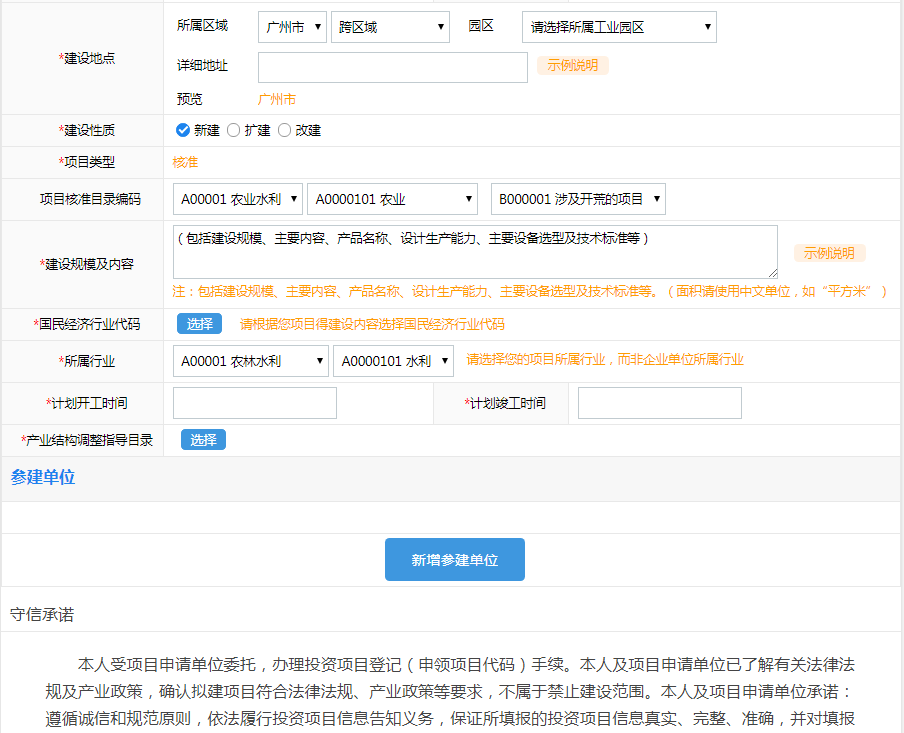 *建设地点
所属区域 广州市 跨区域 园区 请选择所属工业园区
详细地址 示例说明
预览 广州市
*建设性质 新建 扩建 改建
*项目类型 核准
项目核准目录编码 A00001 农业水利 A0000101 农业 B000001 涉及开荒的项目
*建设规模及内容 （包括建设规模、主要内容、产品名称、设计生产能力、主要设备选型及技术标准等） 示例说明
注：包括建设规模、主要内容、产品名称、设计生产能力、主要设备选型及技术标准等。（面积请使用中文单位，如“平方米”）
*国民经济行业代码 选择 请根据您项目得建设内容选择国民经济行业代码
*所属行业 A00001 农林水利 A0000101 水利 请选择您的项目所属行业，而非企业单位所属行业
*计划开工时间 *计划竣工时间
*产业结构调整指导目录 选择
参建单位
新增参建单位
守信承诺
本人受项目申请单位委托，办理投资项目登记（申领项目代码）手续。本人及项目申请单位已了解有关法律法
规及产业政策，确认拟建项目符合法律法规、产业政策等要求，不属于禁止建设范围。本人及项目申请单位承诺：
遵循诚信和规范原则，依法履行投资项目信息告知义务，保证所填报的投资项目信息真实、完整、准确，并对填报